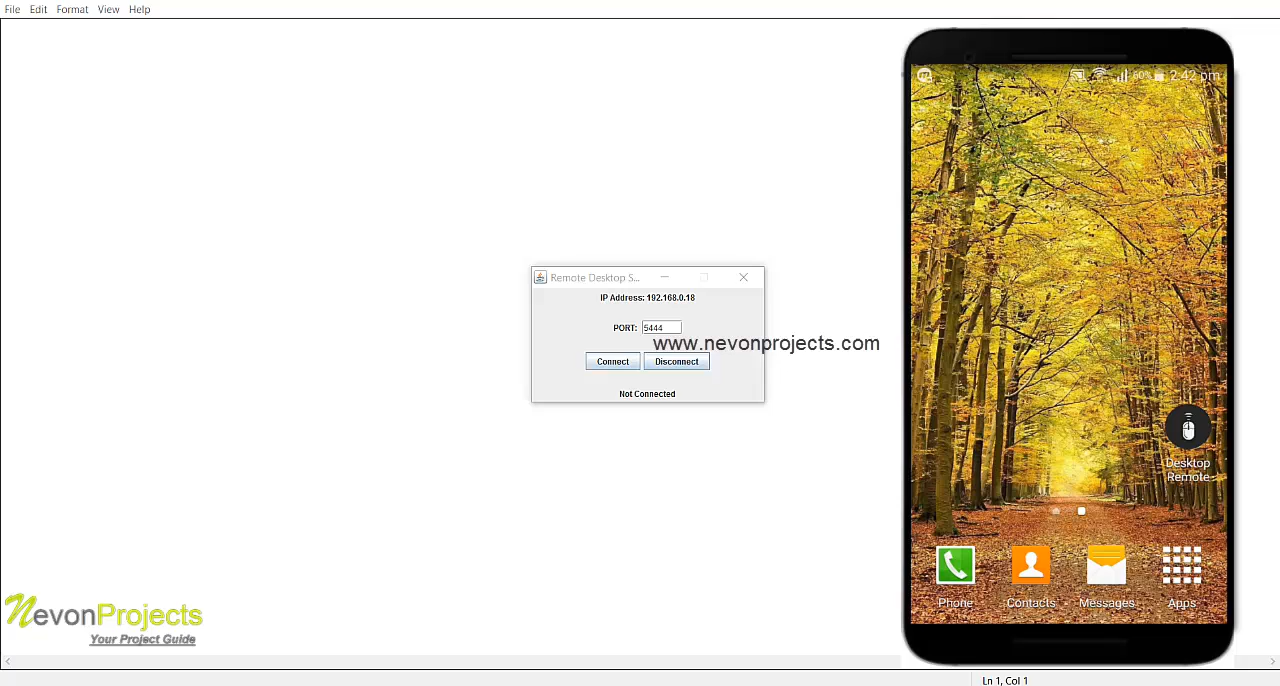 File Edit Format View Help
60% 2:42 pm
Remote Desktop S...
IP Address: 192.168.0.18
PORT: 5444
www.nevonprojects.com
Connect Disconnect
Not Connected
Desktop
Remote
Phone Contacts Messages Apps
NevonProjects
Your Project Guide
Ln 1, Col 1